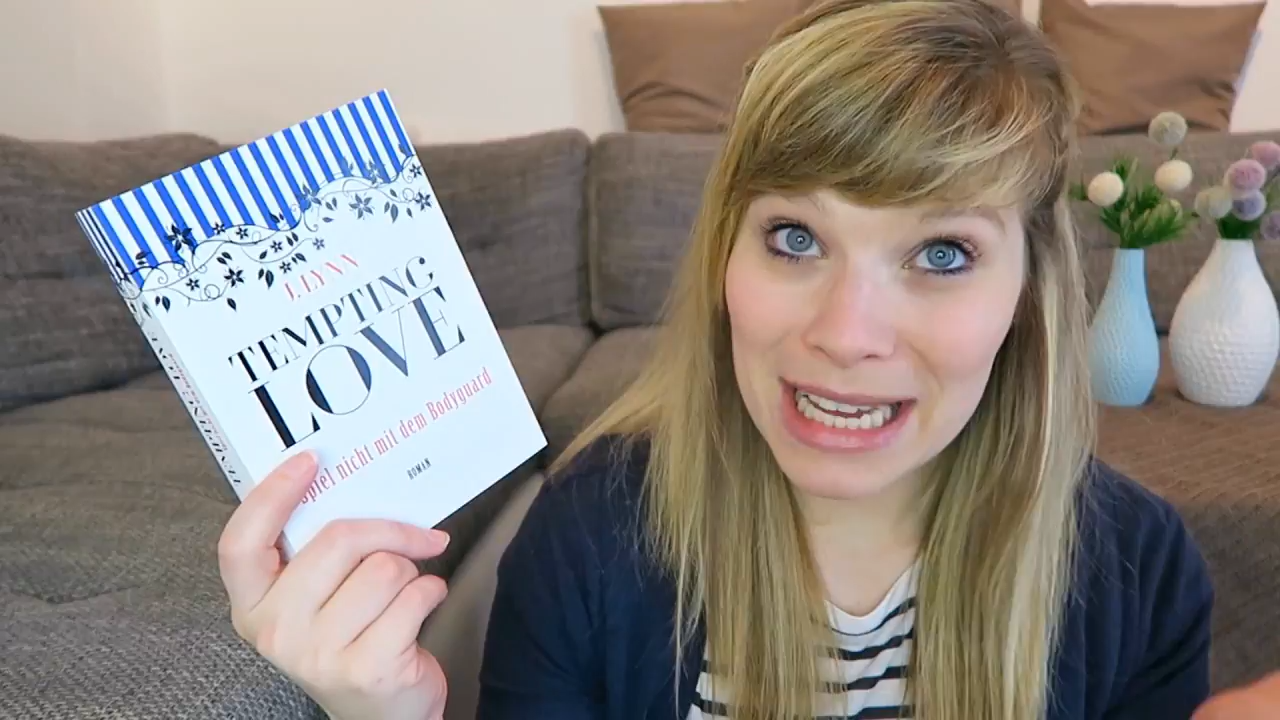 J. LYNN
TEMPTING
LOVE
Spiel nicht mit dem Bodyguard
ROMAN